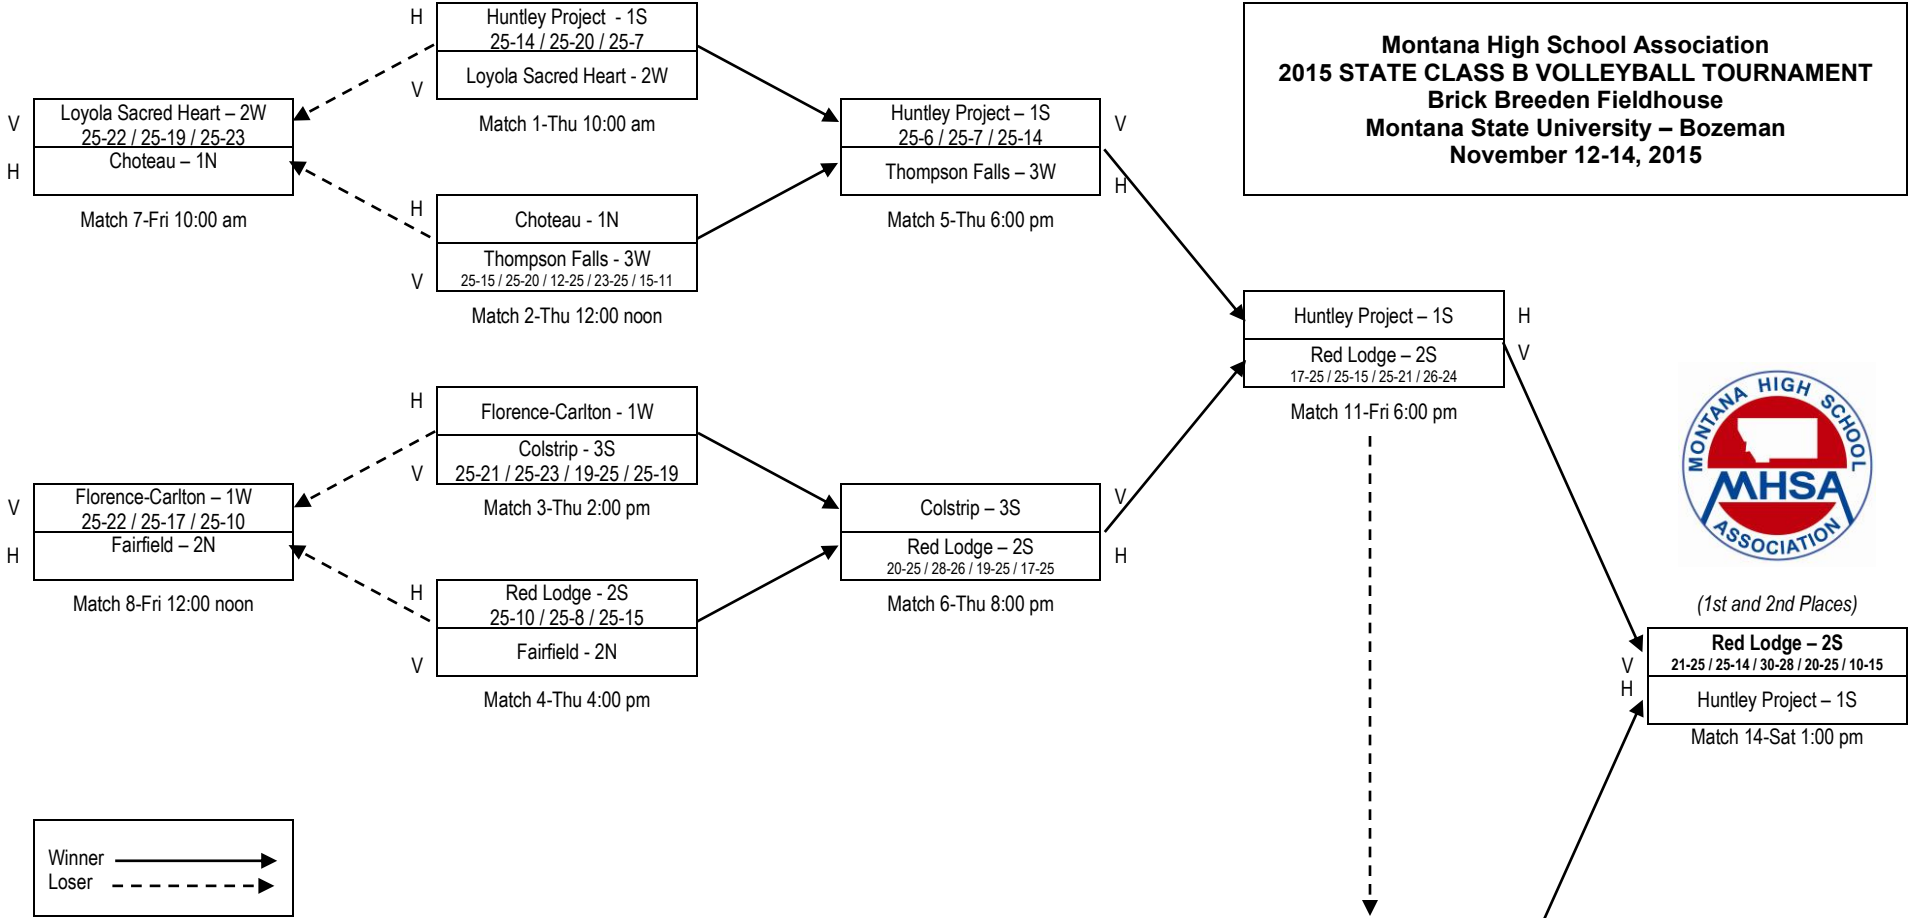 Montana High School Association
2015 STATE CLASS B VOLLEYBALL TOURNAMENT
Brick Breeden Fieldhouse
Montana State University – Bozeman
November 12-14, 2015
V
Loyola Sacred Heart – 2W
25-22 / 25-19 / 25-23
H
Choteau – 1N
Match 7-Fri 10:00 am
V
Florence-Carlton – 1W
25-22 / 25-17 / 25-10
H
Fairfield – 2N
Match 8-Fri 12:00 noon
Winner
Loser
H
Huntley Project - 1S
25-14 / 25-20 / 25-7
Loyola Sacred Heart - 2W
V
Match 1-Thu 10:00 am
H
Choteau - 1N
Thompson Falls - 3W
V
25-15 / 25-20 / 12-25 / 23-25 / 15-11
Match 2-Thu 12:00 noon
H
Florence-Carlton - 1W
Colstrip - 3S
V
25-21 / 25-23 / 19-25 / 25-19
Match 3-Thu 2:00 pm
H
Red Lodge - 2S
25-10 / 25-8 / 25-15
Fairfield - 2N
V
Match 4-Thu 4:00 pm
Huntley Project – 1S
V
25-6 / 25-7 / 25-14
Thompson Falls – 3W
H
Match 5-Thu 6:00 pm
Colstrip – 3S
V
Red Lodge – 2S
H
20-25 / 28-26 / 19-25 / 17-25
Match 6-Thu 8:00 pm
Huntley Project – 1S
H
Red Lodge – 2S
V
17-25 / 25-15 / 25-21 / 26-24
Match 11-Fri 6:00 pm
MONTANA HIGH SCHOOL
MHSA
ASSOCIATION
(1st and 2nd Places)
Red Lodge – 2S
V
21-25 / 25-14 / 30-28 / 20-25 / 10-15
H
Huntley Project – 1S
Match 14-Sat 1:00 pm